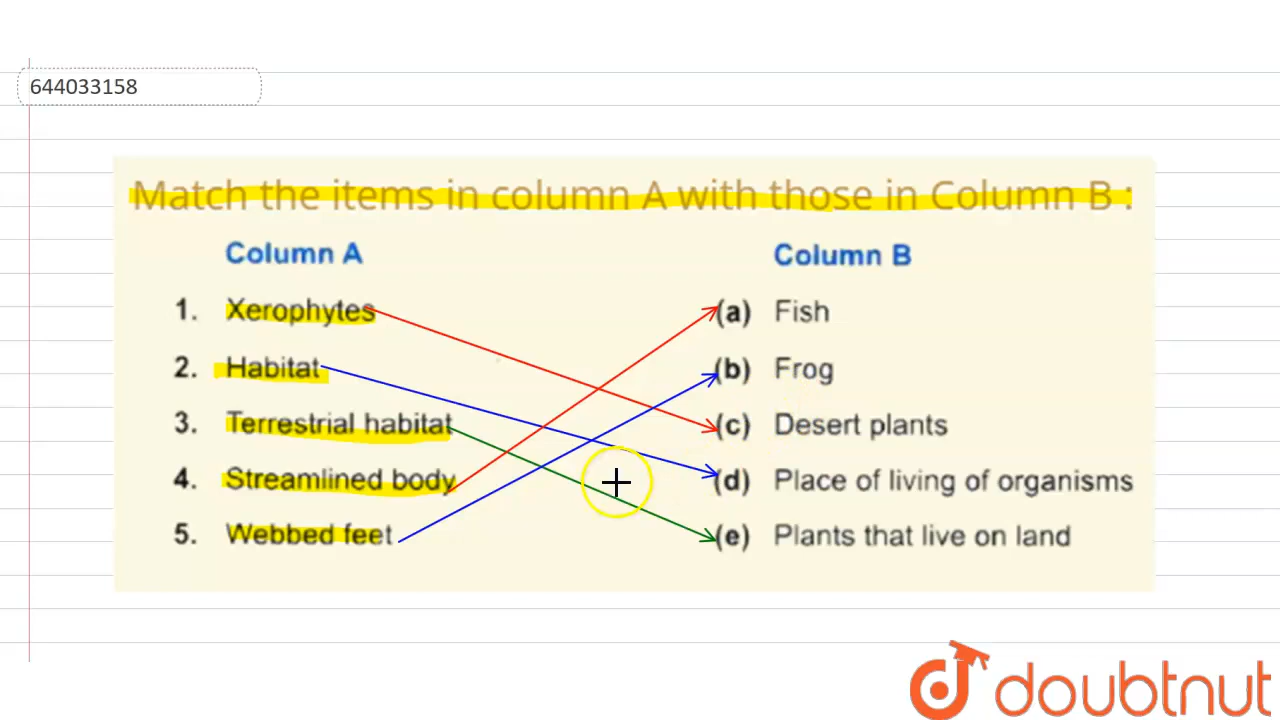 644033158
Match the items in column A with those in Column B :
Column A Column B
1. Xerophytes (a) Fish
2. Habitat (b) Frog
3. Terrestrial habitat (c) Desert plants
4. Streamlined body (d) Place of living of organisms
5. Webbed feet (e) Plants that live on land
doubtnut